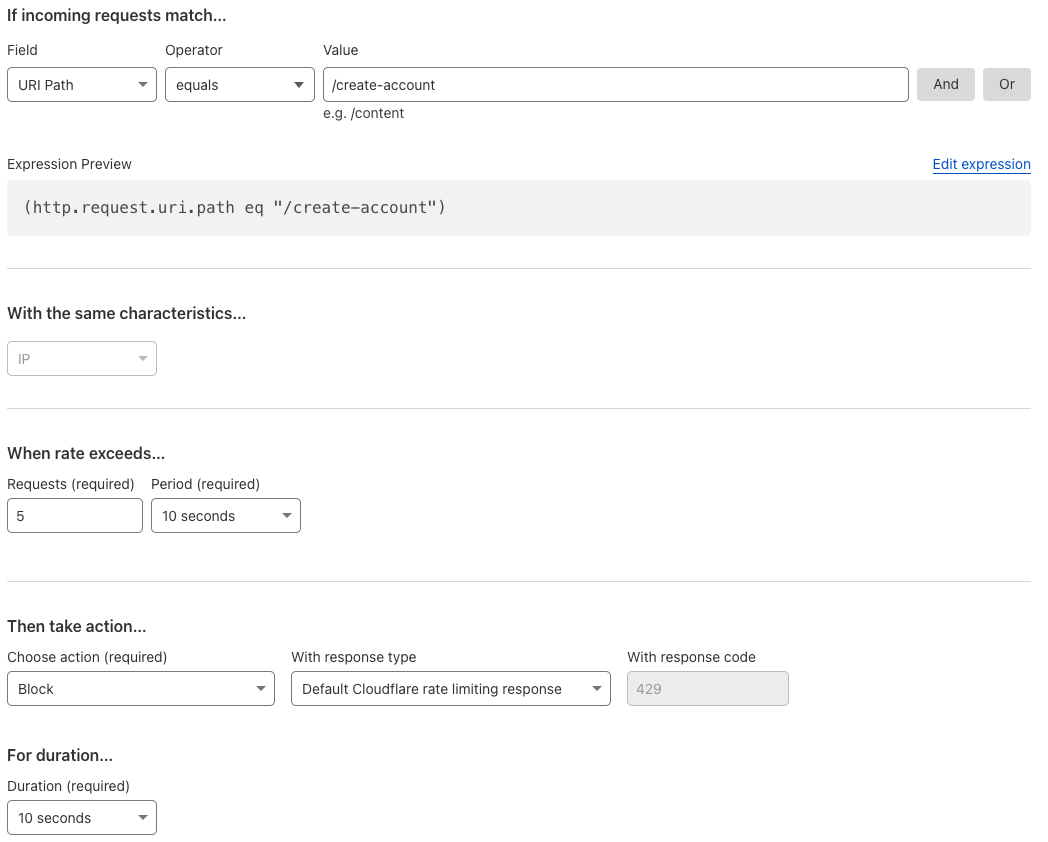 If incoming requests match...
Field Operator Value
URI Path equals /create-account And Or
e.g. /content
Expression Preview Edit expression
(http.request.uri.path eq "/create-account")
With the same characteristics...
IP
When rate exceeds...
Requests (required) Period (required)
5 10 seconds
Then take action...
Choose action (required) With response type With response code
Block Default Cloudflare rate limiting response 429
For duration...
Duration (required)
10 seconds